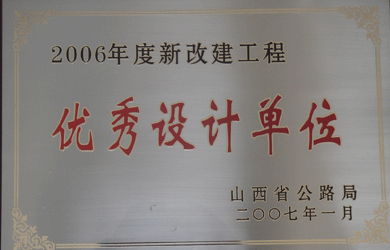 2006年度新改建工程
优秀设计单位
山西省公路局
二〇〇七年一月